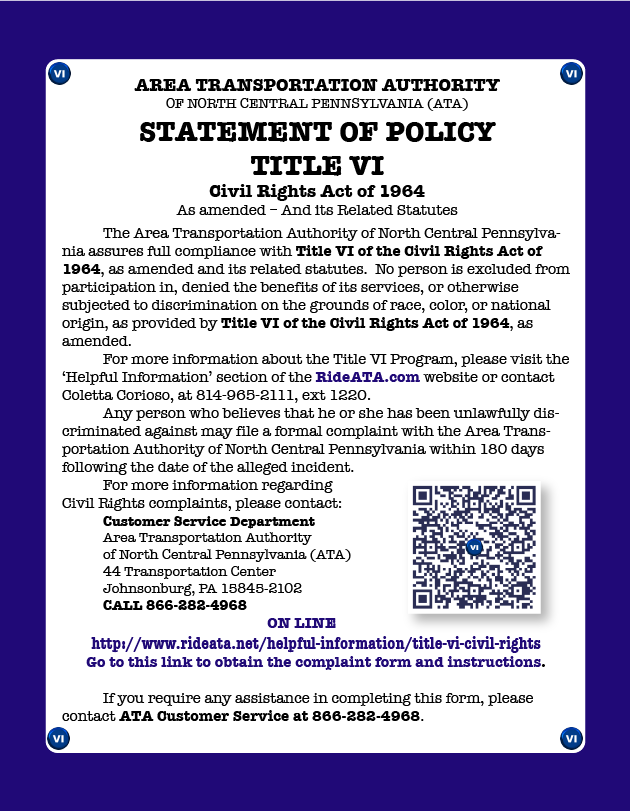 VI VI
AREA TRANSPORTATION AUTHORITY
OF NORTH CENTRAL PENNSYLVANIA (ATA)
STATEMENT OF POLICY
TITLE VI
Civil Rights Act of 1964
As amended – And its Related Statutes
The Area Transportation Authority of North Central Pennsylva-
nia assures full compliance with Title VI of the Civil Rights Act of
1964, as amended and its related statutes. No person is excluded from
participation in, denied the benefits of its services, or otherwise
subjected to discrimination on the grounds of race, color, or national
origin, as provided by Title VI of the Civil Rights Act of 1964, as
amended.
For more information about the Title VI Program, please visit the
‘Helpful Information’ section of the RideATA.com website or contact
Coletta Corioso, at 814-965-2111, ext 1220.
Any person who believes that he or she has been unlawfully dis-
criminated against may file a formal complaint with the Area Trans-
portation Authority of North Central Pennsylvania within 180 days
following the date of the alleged incident.
For more information regarding
Civil Rights complaints, please contact:
Customer Service Department
Area Transportation Authority
of North Central Pennsylvania (ATA)
44 Transportation Center
Johnsonburg, PA 15845-2102
CALL 866-282-4968
VI
ON LINE
http://www.rideata.net/helpful-information/title-vi-civil-rights
Go to this link to obtain the complaint form and instructions.
If you require any assistance in completing this form, please
contact ATA Customer Service at 866-282-4968.
VI VI